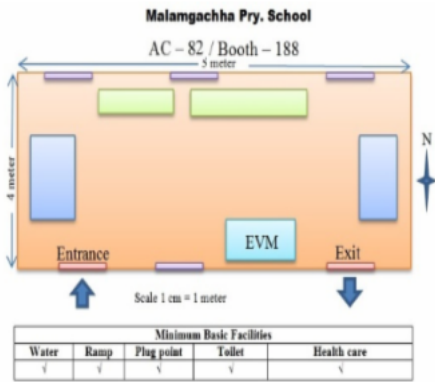 Malamgachha Pry. School
AC – 82 / Booth – 188
5 meter
4 meter
N
EVM
Entrance
Exit
Scale 1 cm = 1 meter
Minimum Basic Facilities
Water Ramp Plug point Toilet Health care
√ √ √ √ √